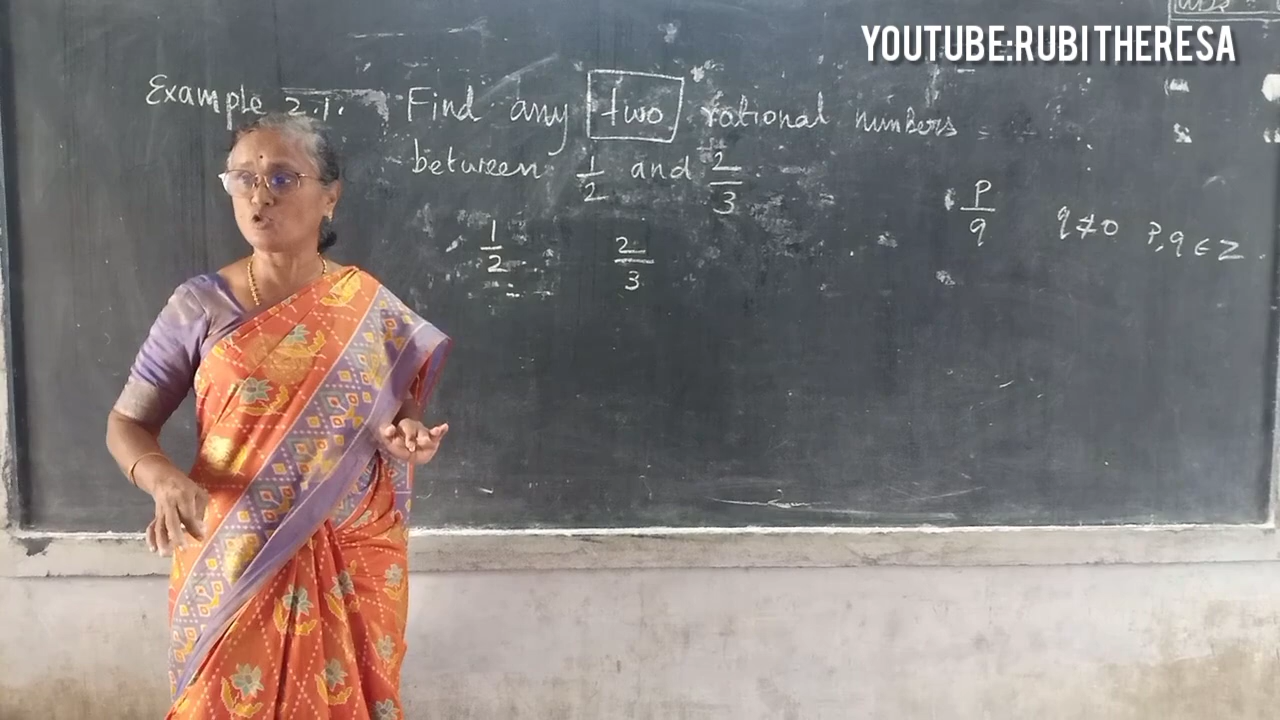 YOUTUBE:RUBITHERESA
Example 2.1. Find any two rational numbers
between 1/2 and 2/3.
P/q q≠0 P,q∈Z.
1/2 2/3